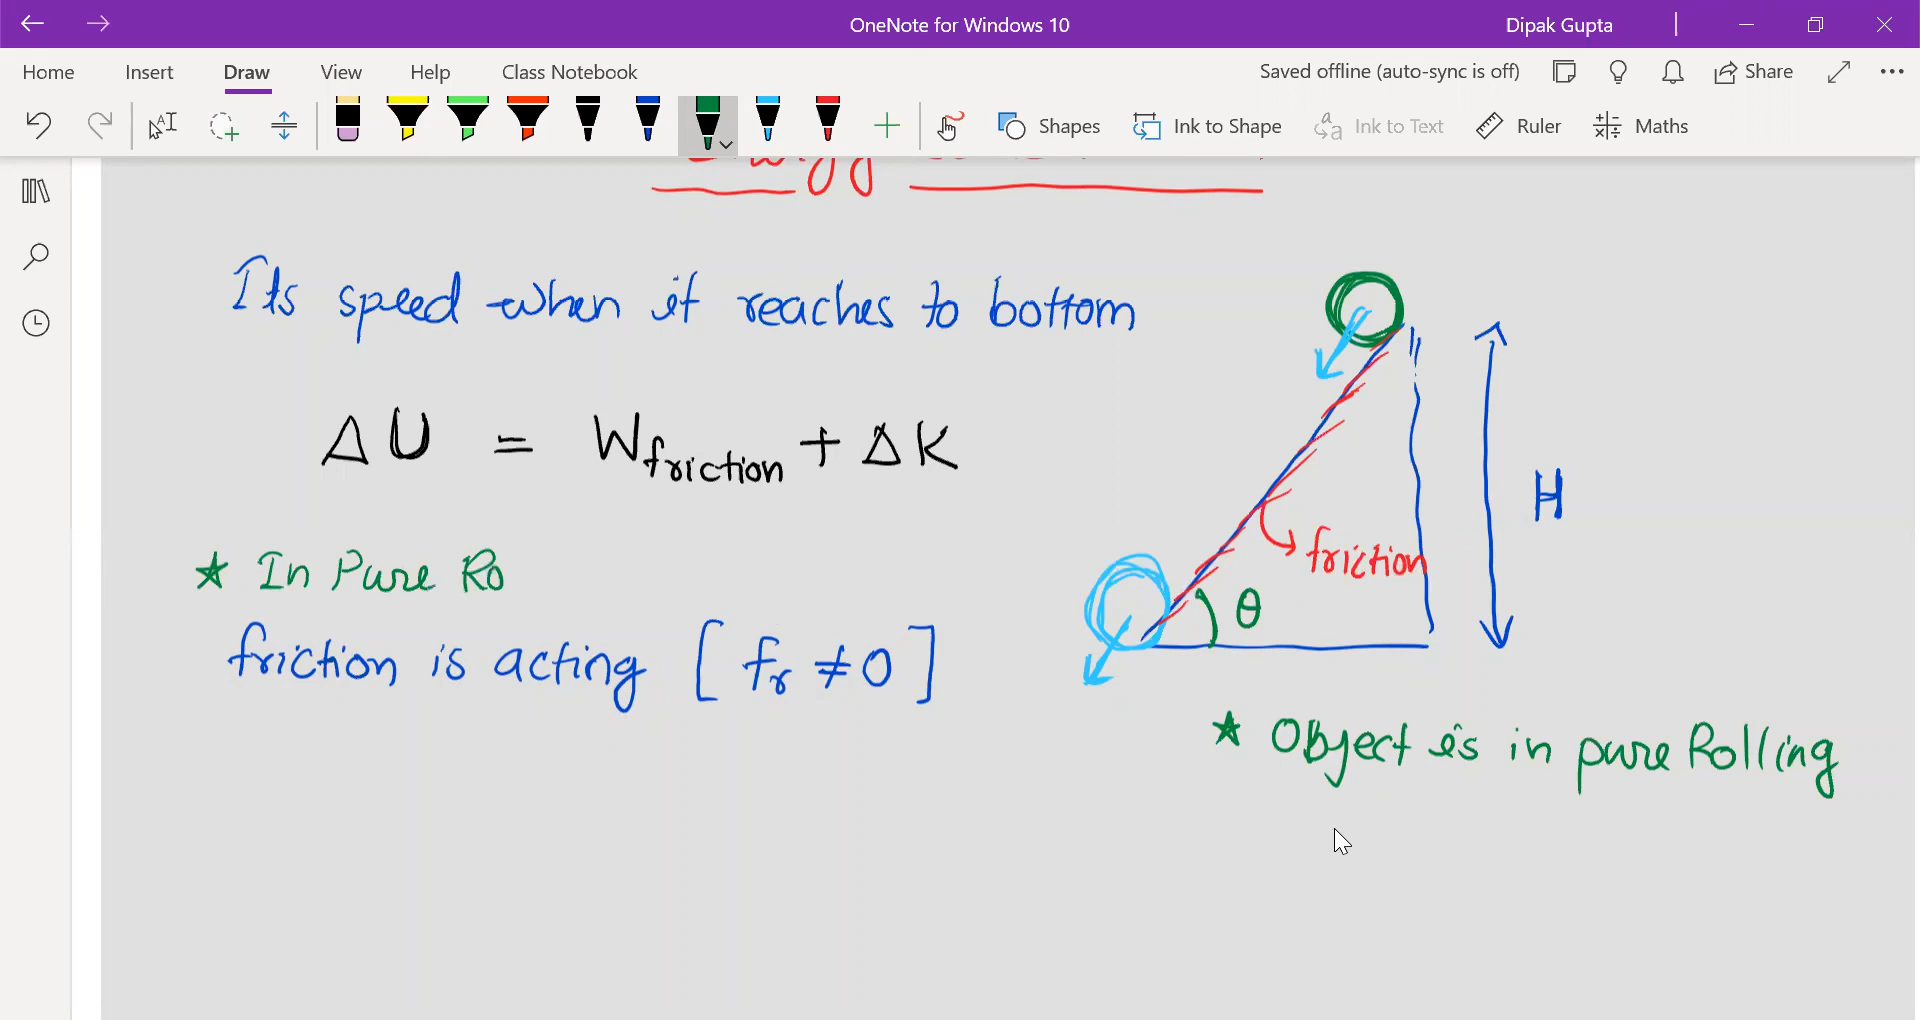 OneNote for Windows 10
Dipak Gupta
Home Insert Draw View Help Class Notebook
Saved offline (auto-sync is off) Share
Shapes Ink to Shape Ink to Text Ruler Maths
Its speed when it reaches to bottom
ΔU = Wfriction + ΔK
H
friction
θ
★ In Pure Ro
friction is acting [ fr ≠ 0 ]
★ Object is in pure Rolling